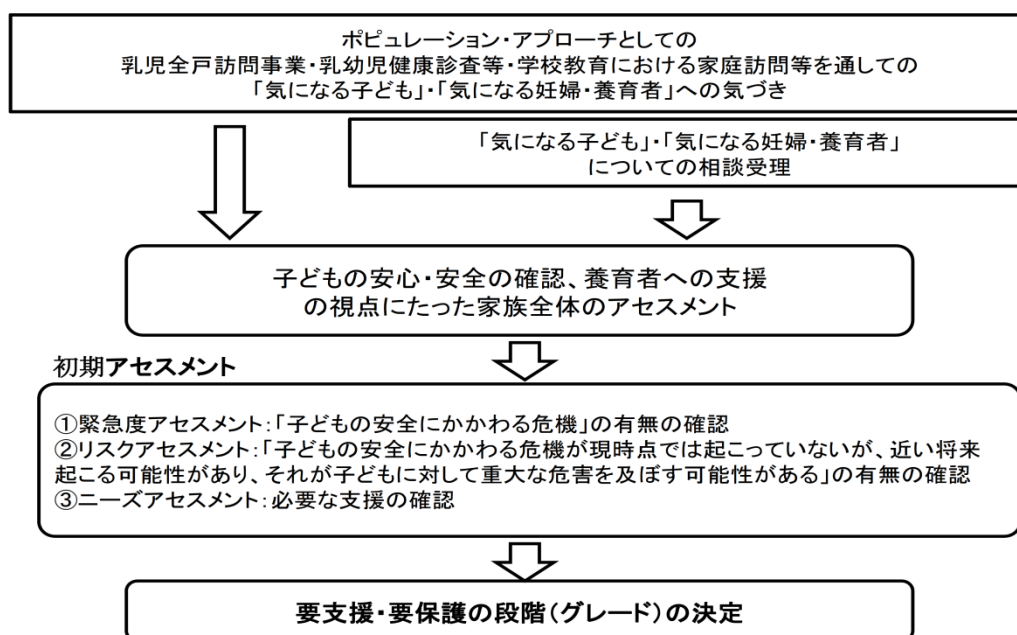 ポピュレーション・アプローチとしての
乳児全戸訪問事業・乳幼児健康診査等・学校教育における家庭訪問等を通しての
「気になる子ども」・「気になる妊婦・養育者」への気づき
「気になる子ども」・「気になる妊婦・養育者」
についての相談受理
子どもの安心・安全の確認、養育者への支援
の視点にたった家族全体のアセスメント
初期アセスメント
①緊急度アセスメント：「子どもの安全にかかわる危機」の有無の確認
②リスクアセスメント：「子どもの安全にかかわる危機が現時点では起こっていないが、近い将来
起こる可能性があり、それが子どもに対して重大な危害を及ぼす可能性がある」の有無の確認
③ニーズアセスメント：必要な支援の確認
要支援・要保護の段階（グレード）の決定